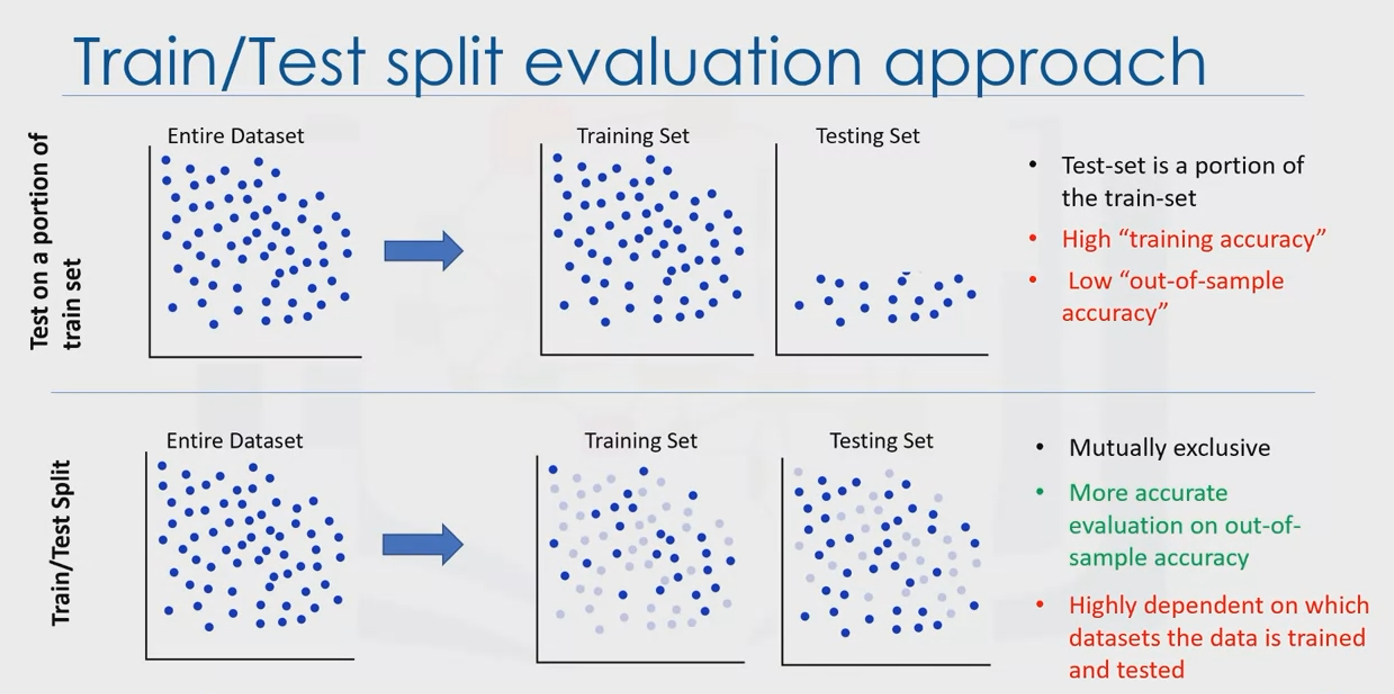 Train/Test split evaluation approach
Test on a portion of
train set
Entire Dataset
Training Set
Testing Set
• Test-set is a portion of
the train-set
• High “training accuracy”
• Low “out-of-sample
accuracy”
Train/Test Split
Entire Dataset
Training Set
Testing Set
• Mutually exclusive
• More accurate
evaluation on out-of-
sample accuracy
• Highly dependent on which
datasets the data is trained
and tested